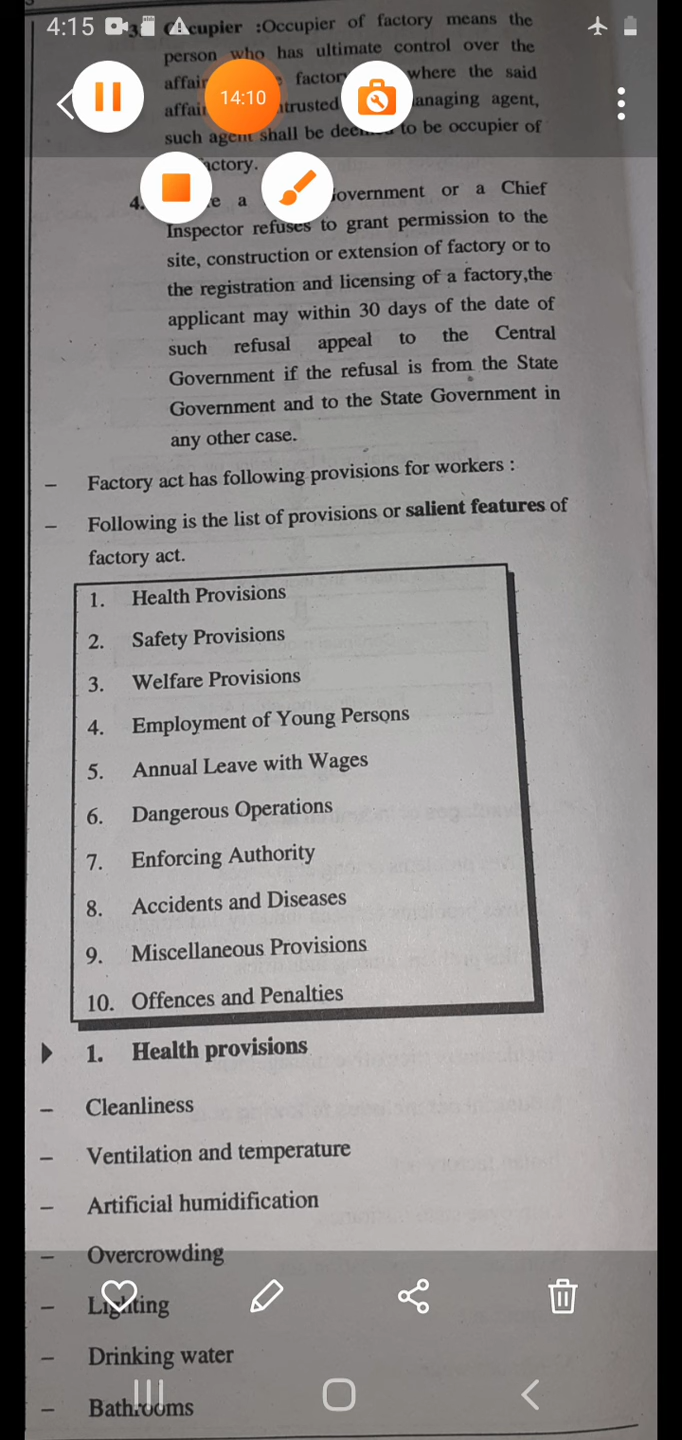 4:15
3. Occupier :Occupier of factory means the
person who has ultimate control over the
factory where the said
14:10
managing agent,
such agent shall be deemed to be occupier of
factory.
4. a Government or a Chief
Inspector refuses to grant permission to the
site, construction or extension of factory or to
the registration and licensing of a factory,the
applicant may within 30 days of the date of
such refusal appeal to the Central
Government if the refusal is from the State
Government and to the State Government in
any other case.
– Factory act has following provisions for workers :
– Following is the list of provisions or salient features of
factory act.
1. Health Provisions
2. Safety Provisions
3. Welfare Provisions
4. Employment of Young Persons
5. Annual Leave with Wages
6. Dangerous Operations
7. Enforcing Authority
8. Accidents and Diseases
9. Miscellaneous Provisions
10. Offences and Penalties
1. Health provisions
– Cleanliness
– Ventilation and temperature
– Artificial humidification
– Overcrowding
– Lighting
– Drinking water
– Bathrooms